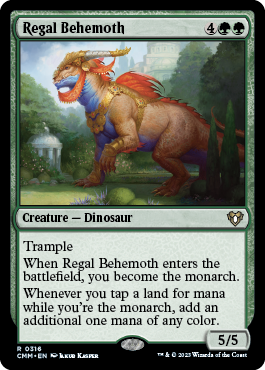 Regal Behemoth 4
Creature — Dinosaur
Trample
When Regal Behemoth enters the
battlefield, you become the monarch.
Whenever you tap a land for mana
while you're the monarch, add an
additional one mana of any color.
5/5
R 0316
CMM • EN Jakub Kasper
™ & © 2023 Wizards of the Coast